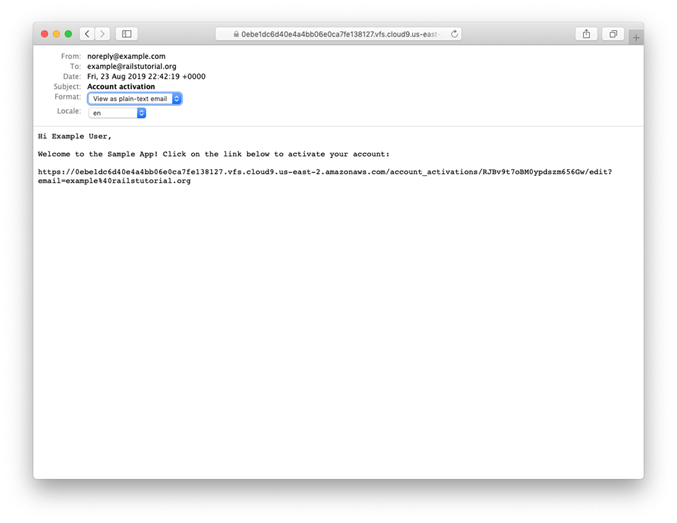 0ebe1dc6d40e4a4bb06e0ca7fe138127.vfs.cloud9.us-east-
From: noreply@example.com
To: example@railstutorial.org
Date: Fri, 23 Aug 2019 22:42:19 +0000
Subject: Account activation
Format: View as plain-text email
Locale: en
Hi Example User,
Welcome to the Sample App! Click on the link below to activate your account:
https://0ebe1dc6d40e4a4bb06e0ca7fe138127.vfs.cloud9.us-east-2.amazonaws.com/account_activations/RJBv9t7oBM0ypdszm656Gw/edit?
email=example%40railstutorial.org